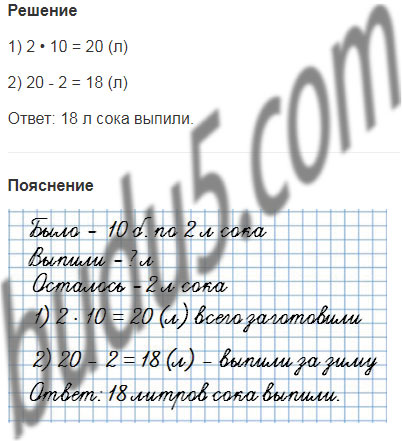 Решение
1) 2 • 10 = 20 (л)
2) 20 - 2 = 18 (л)
Ответ: 18 л сока выпили.
Пояснение
Было - 10 б. по 2 л сока
Выпили - ? л
Осталось - 2 л сока
1) 2 · 10 = 20 (л) всего заготовили
2) 20 - 2 = 18 (л) - выпили за зиму
Ответ: 18 литров сока выпили.
budu5.com